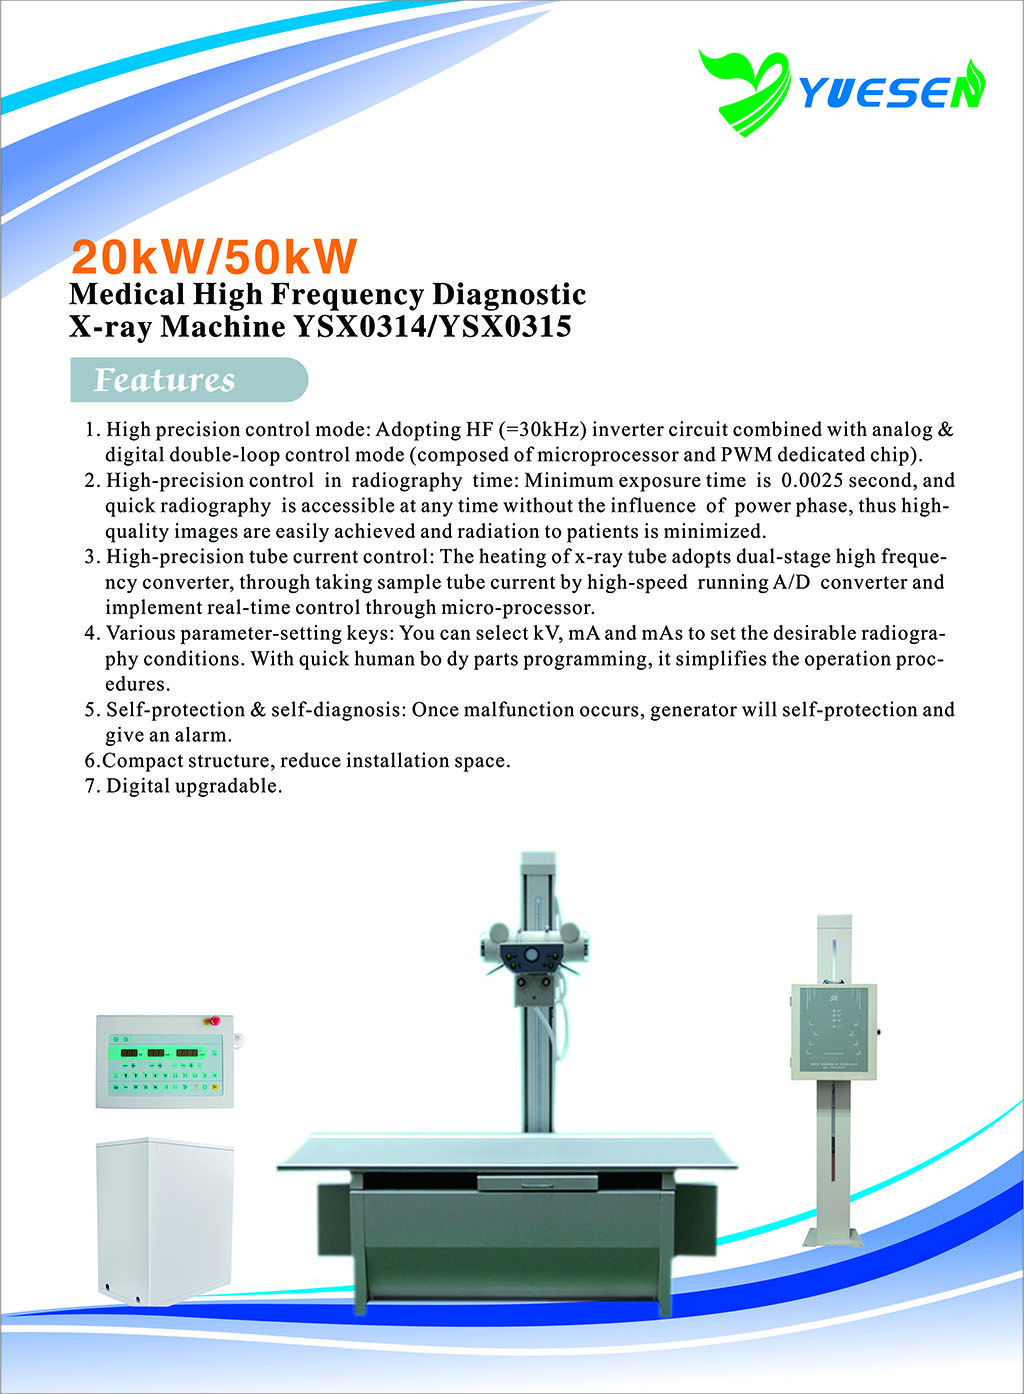 YUESEN
20kW/50kW
Medical High Frequency Diagnostic
X-ray Machine YSX0314/YSX0315
Features
1. High precision control mode: Adopting HF (=30kHz) inverter circuit combined with analog &
digital double-loop control mode (composed of microprocessor and PWM dedicated chip).
2. High-precision control in radiography time: Minimum exposure time is 0.0025 second, and
quick radiography is accessible at any time without the influence of power phase, thus high-
quality images are easily achieved and radiation to patients is minimized.
3. High-precision tube current control: The heating of x-ray tube adopts dual-stage high freque-
ncy converter, through taking sample tube current by high-speed running A/D converter and
implement real-time control through micro-processor.
4. Various parameter-setting keys: You can select kV, mA and mAs to set the desirable radiogra-
phy conditions. With quick human bo dy parts programming, it simplifies the operation proc-
edures.
5. Self-protection & self-diagnosis: Once malfunction occurs, generator will self-protection and
give an alarm.
6.Compact structure, reduce installation space.
7. Digital upgradable.